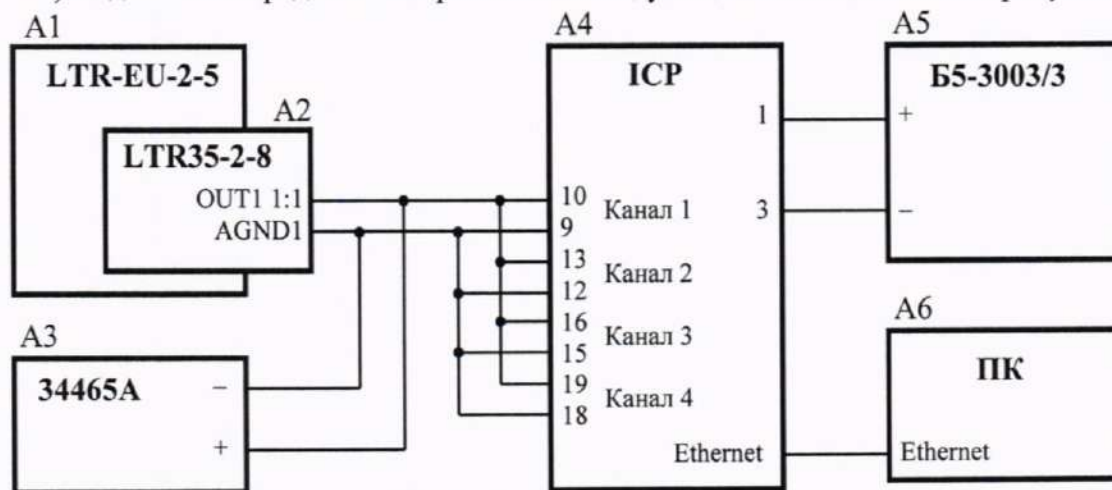 A1
LTR-EU-2-5
A2
LTR35-2-8
OUT1 1:1
AGND1
A3
34465A
–
+
A4
ICP
1
3
10
Канал 1
9
13
Канал 2
12
16
Канал 3
15
19
Канал 4
18
Ethernet
A5
Б5-3003/3
+
–
A6
ПК
Ethernet